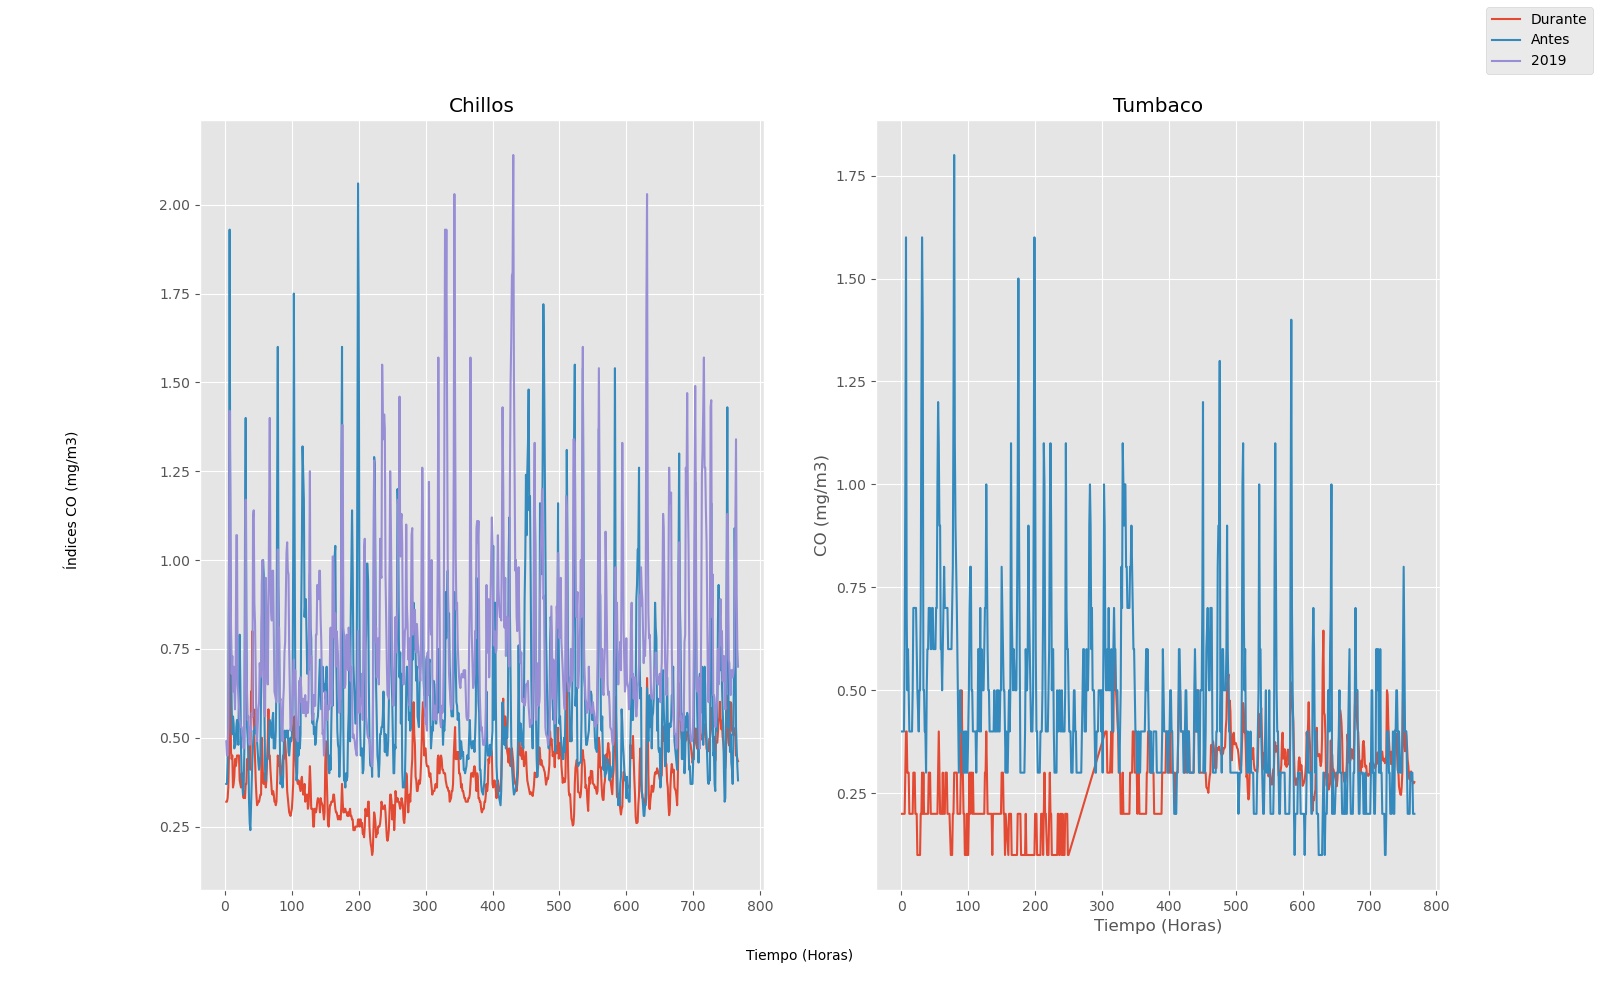 Durante
Antes
2019
Chillos
Tumbaco
Índices CO (mg/m3)
2.00
1.75
1.50
1.25
1.00
0.75
0.50
0.25
0 100 200 300 400 500 600 700 800
CO (mg/m3)
1.75
1.50
1.25
1.00
0.75
0.50
0.25
0 100 200 300 400 500 600 700 800
Tiempo (Horas)
Tiempo (Horas)